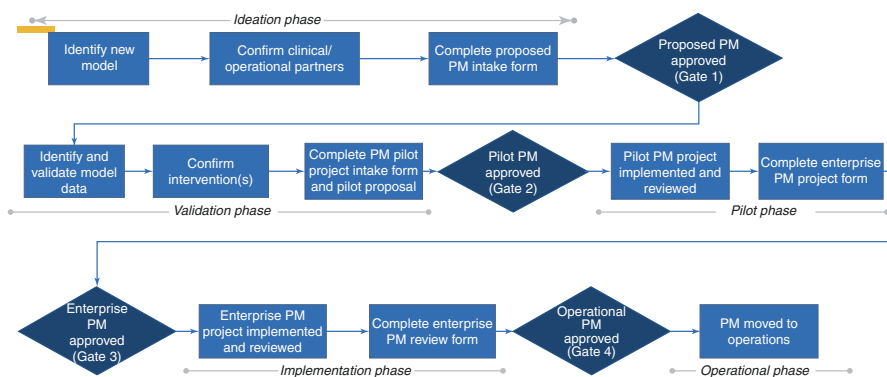 Ideation phase
Identify new
model
Confirm clinical/
operational partners
Complete proposed
PM intake form
Proposed PM
approved
(Gate 1)
Identify and
validate model
data
Confirm
intervention(s)
Complete PM pilot
project intake form
and pilot proposal
Pilot PM
approved
(Gate 2)
Pilot PM project
implemented and
reviewed
Complete enterprise
PM project form
Validation phase
Pilot phase
Enterprise
PM
approved
(Gate 3)
Enterprise PM
project implemented
and reviewed
Complete enterprise
PM review form
Operational
PM
approved
(Gate 4)
PM moved to
operations
Implementation phase
Operational phase